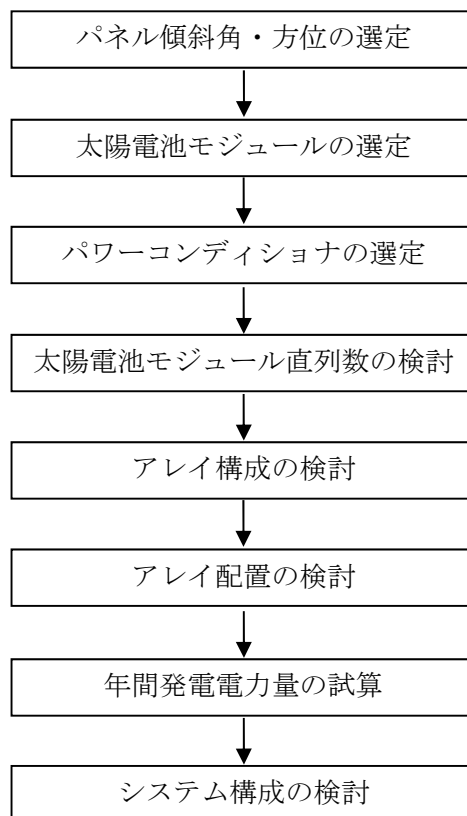 パネル傾斜角・方位の選定
太陽電池モジュールの選定
パワーコンディショナの選定
太陽電池モジュール直列数の検討
アレイ構成の検討
アレイ配置の検討
年間発電電力量の試算
システム構成の検討